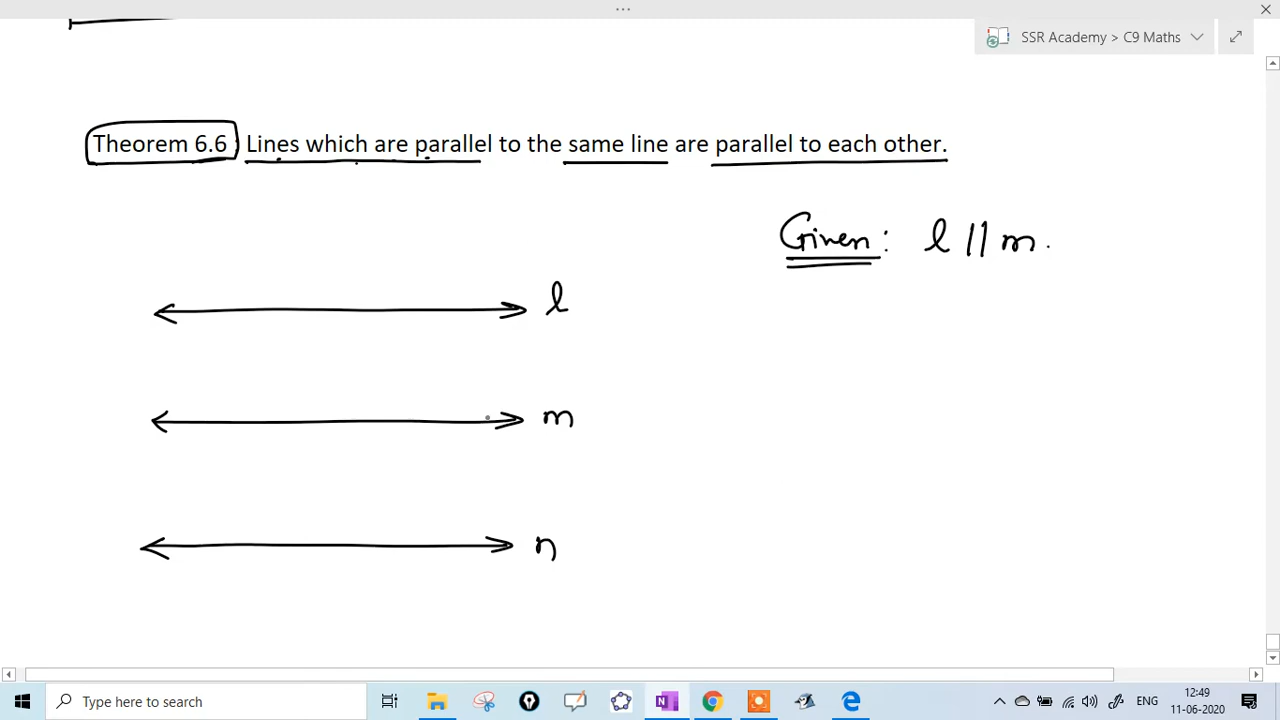 SSR Academy > C9 Maths
Theorem 6.6 Lines which are parallel to the same line are parallel to each other.
Given: l || m.
l
m
n
Type here to search
ENG
12:49
11-06-2020